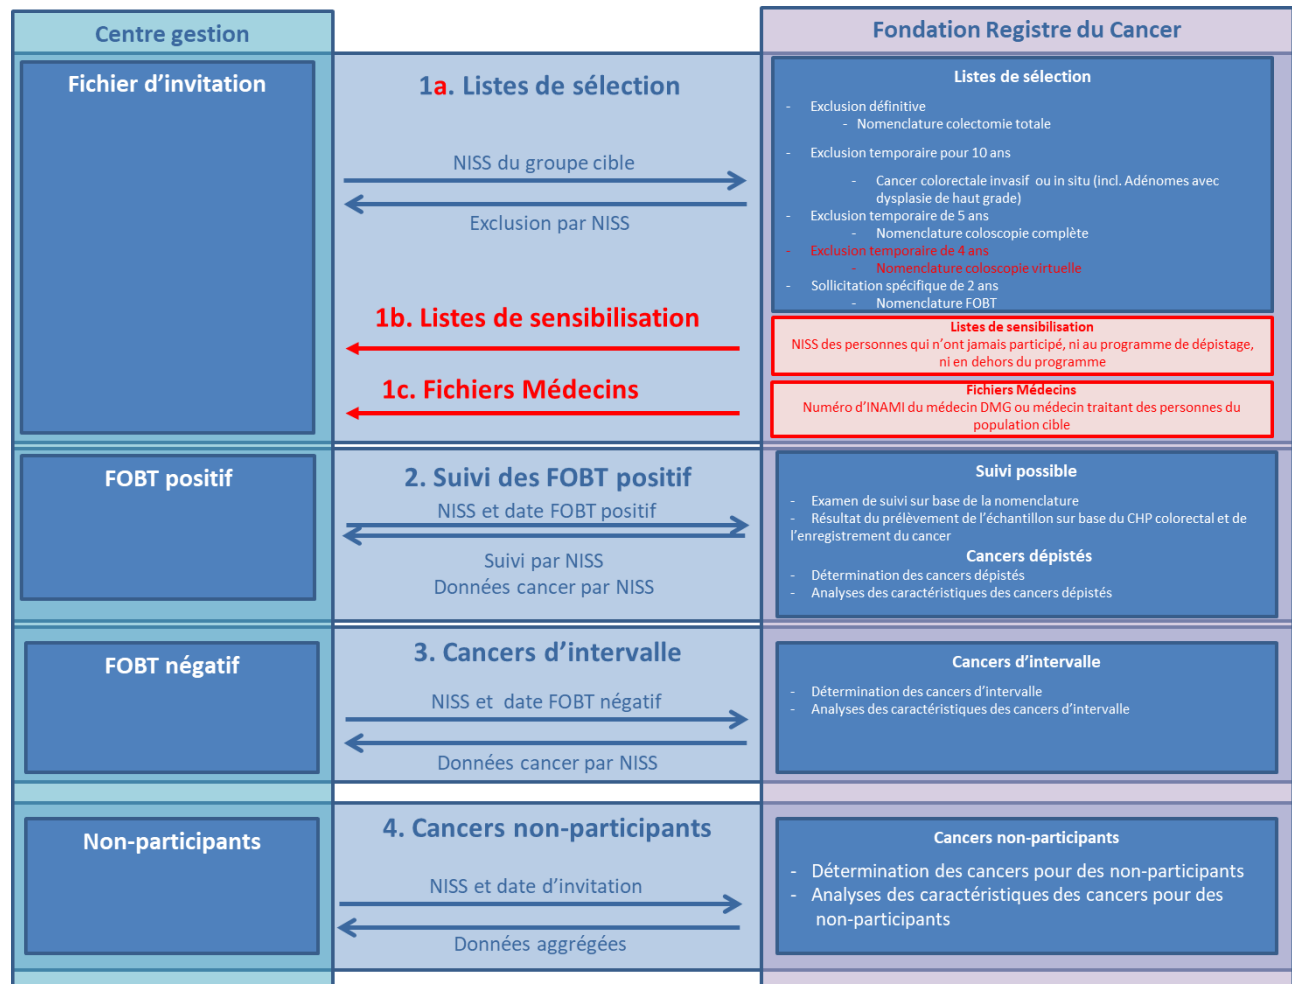 Centre gestion
Fondation Registre du Cancer
Fichier d'invitation
1a. Listes de sélection
NISS du groupe cible
Exclusion par NISS
Listes de sélection
- Exclusion définitive
- Nomenclature colectomie totale
- Exclusion temporaire pour 10 ans
- Cancer colorectale invasif ou in situ (incl. Adénomes avec
dysplasie de haut grade)
- Exclusion temporaire de 5 ans
- Nomenclature coloscopie complète
- Exclusion temporaire de 4 ans
- Nomenclature coloscopie virtuelle
- Sollicitation spécifique de 2 ans
- Nomenclature FOBT
1b. Listes de sensibilisation
Listes de sensibilisation
NISS des personnes qui n'ont jamais participé, ni au programme de dépistage,
ni en dehors du programme
1c. Fichiers Médecins
Fichiers Médecins
Numéro d'INAMI du médecin DMG ou médecin traitant des personnes du
population cible
FOBT positif
2. Suivi des FOBT positif
NISS et date FOBT positif
Suivi par NISS
Données cancer par NISS
Suivi possible
- Examen de suivi sur base de la nomenclature
- Résultat du prélèvement de l'échantillon sur base du CHP colorectal et de
l'enregistrement du cancer
Cancers dépistés
- Détermination des cancers dépistés
- Analyses des caractéristiques des cancers dépistés
FOBT négatif
3. Cancers d'intervalle
NISS et date FOBT négatif
Données cancer par NISS
Cancers d'intervalle
- Détermination des cancers d'intervalle
- Analyses des caractéristiques des cancers d'intervalle
Non-participants
4. Cancers non-participants
NISS et date d'invitation
Données aggrégées
Cancers non-participants
- Détermination des cancers pour des non-participants
- Analyses des caractéristiques des cancers pour des
non-participants